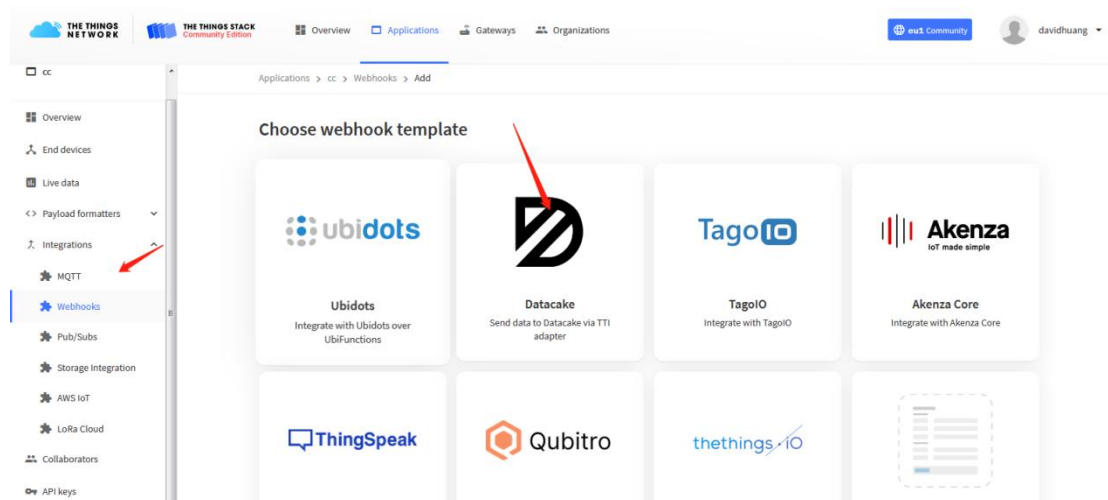 THE THINGS
NETWORK
THE THINGS STACK
Community Edition
Overview
Applications
Gateways
Organizations
eu1 Community
davidhuang
cc
Applications > cc > Webhooks > Add
Overview
End devices
Live data
<> Payload formatters
Integrations
MQTT
Webhooks
Pub/Subs
Storage Integration
AWS IoT
LoRa Cloud
Collaborators
API keys
Choose webhook template
ubidots
Ubidots
Integrate with Ubidots over
UbiFunctions
Datacake
Send data to Datacake via TTI
adapter
Tago IO
TagoIO
Integrate with TagoIO
Akenza
IoT made simple
Akenza Core
Integrate with Akenza Core
ThingSpeak
Qubitro
thethings.iO